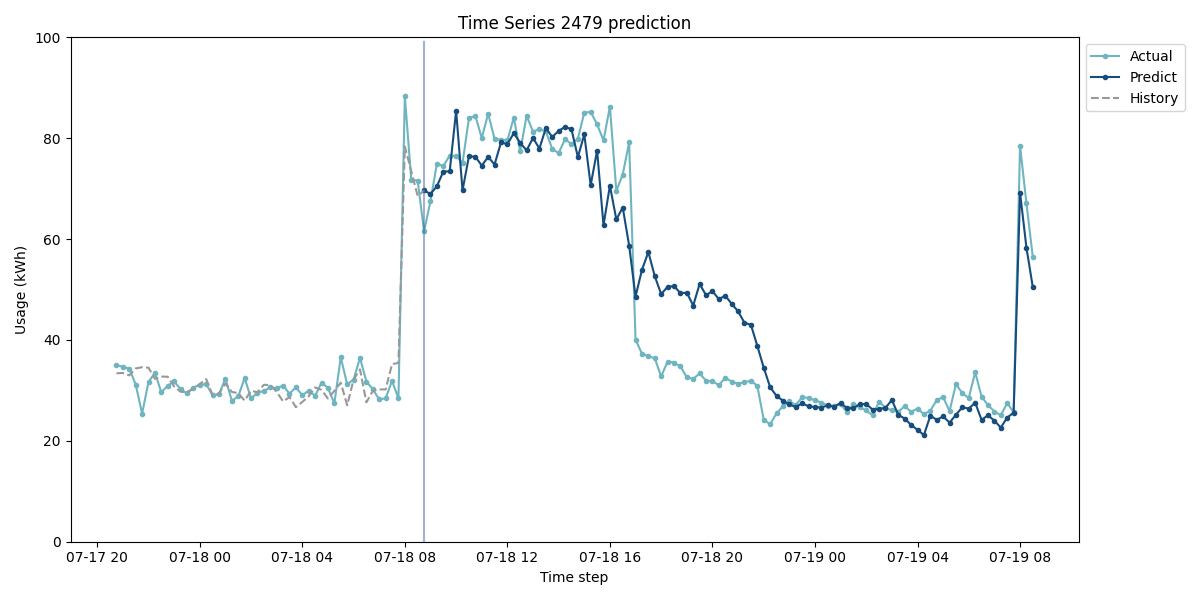 Time Series 2479 prediction
100
80
60
40
20
0
Usage (kWh)
07-17 20
07-18 00
07-18 04
07-18 08
07-18 12
07-18 16
07-18 20
07-19 00
07-19 04
07-19 08
Time step
Actual
Predict
History